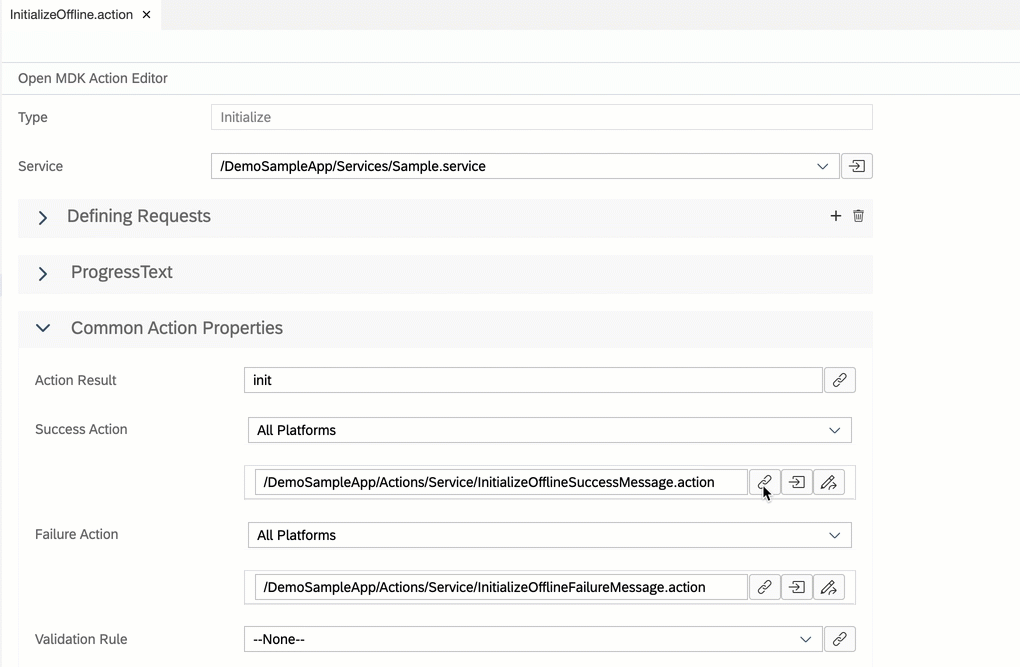 InitializeOffline.action ×
Open MDK Action Editor
Type Initialize
Service /DemoSampleApp/Services/Sample.service
Defining Requests
ProgressText
Common Action Properties
Action Result init
Success Action All Platforms
/DemoSampleApp/Actions/Service/InitializeOfflineSuccessMessage.action
Failure Action All Platforms
/DemoSampleApp/Actions/Service/InitializeOfflineFailureMessage.action
Validation Rule --None--